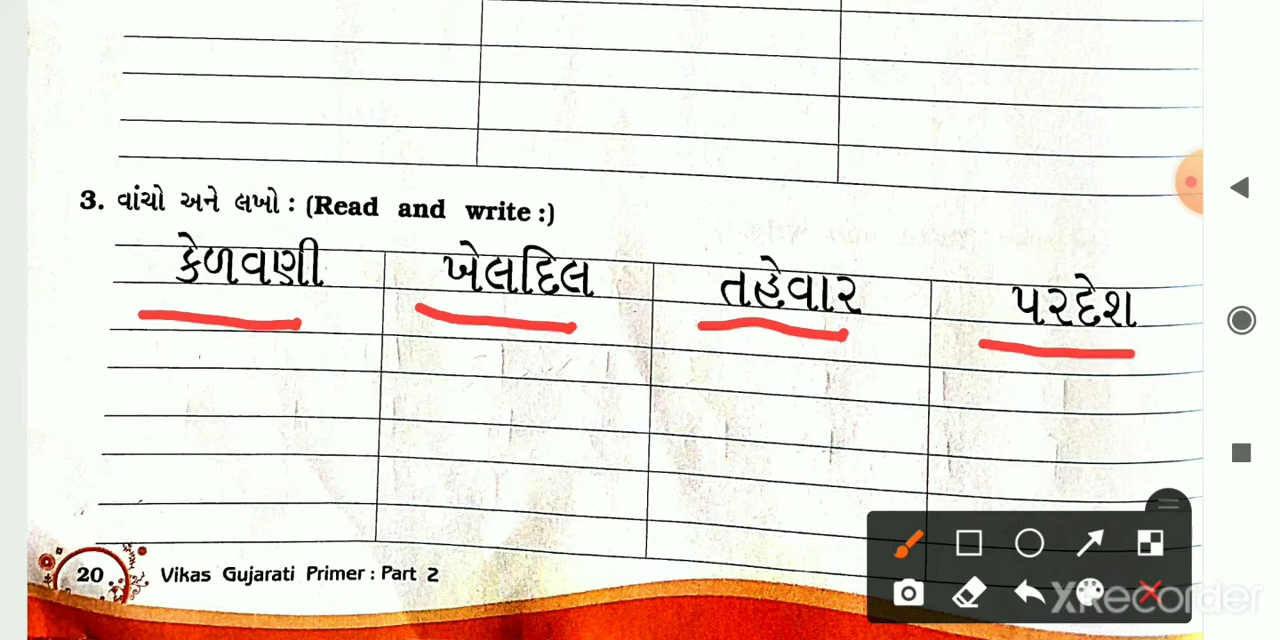 3. વાંચો અને લખો : (Read and write :)
કેળવણી ખેલદિલ તહેવાર પરદેશ
20 Vikas Gujarati Primer : Part 2
XRecorder